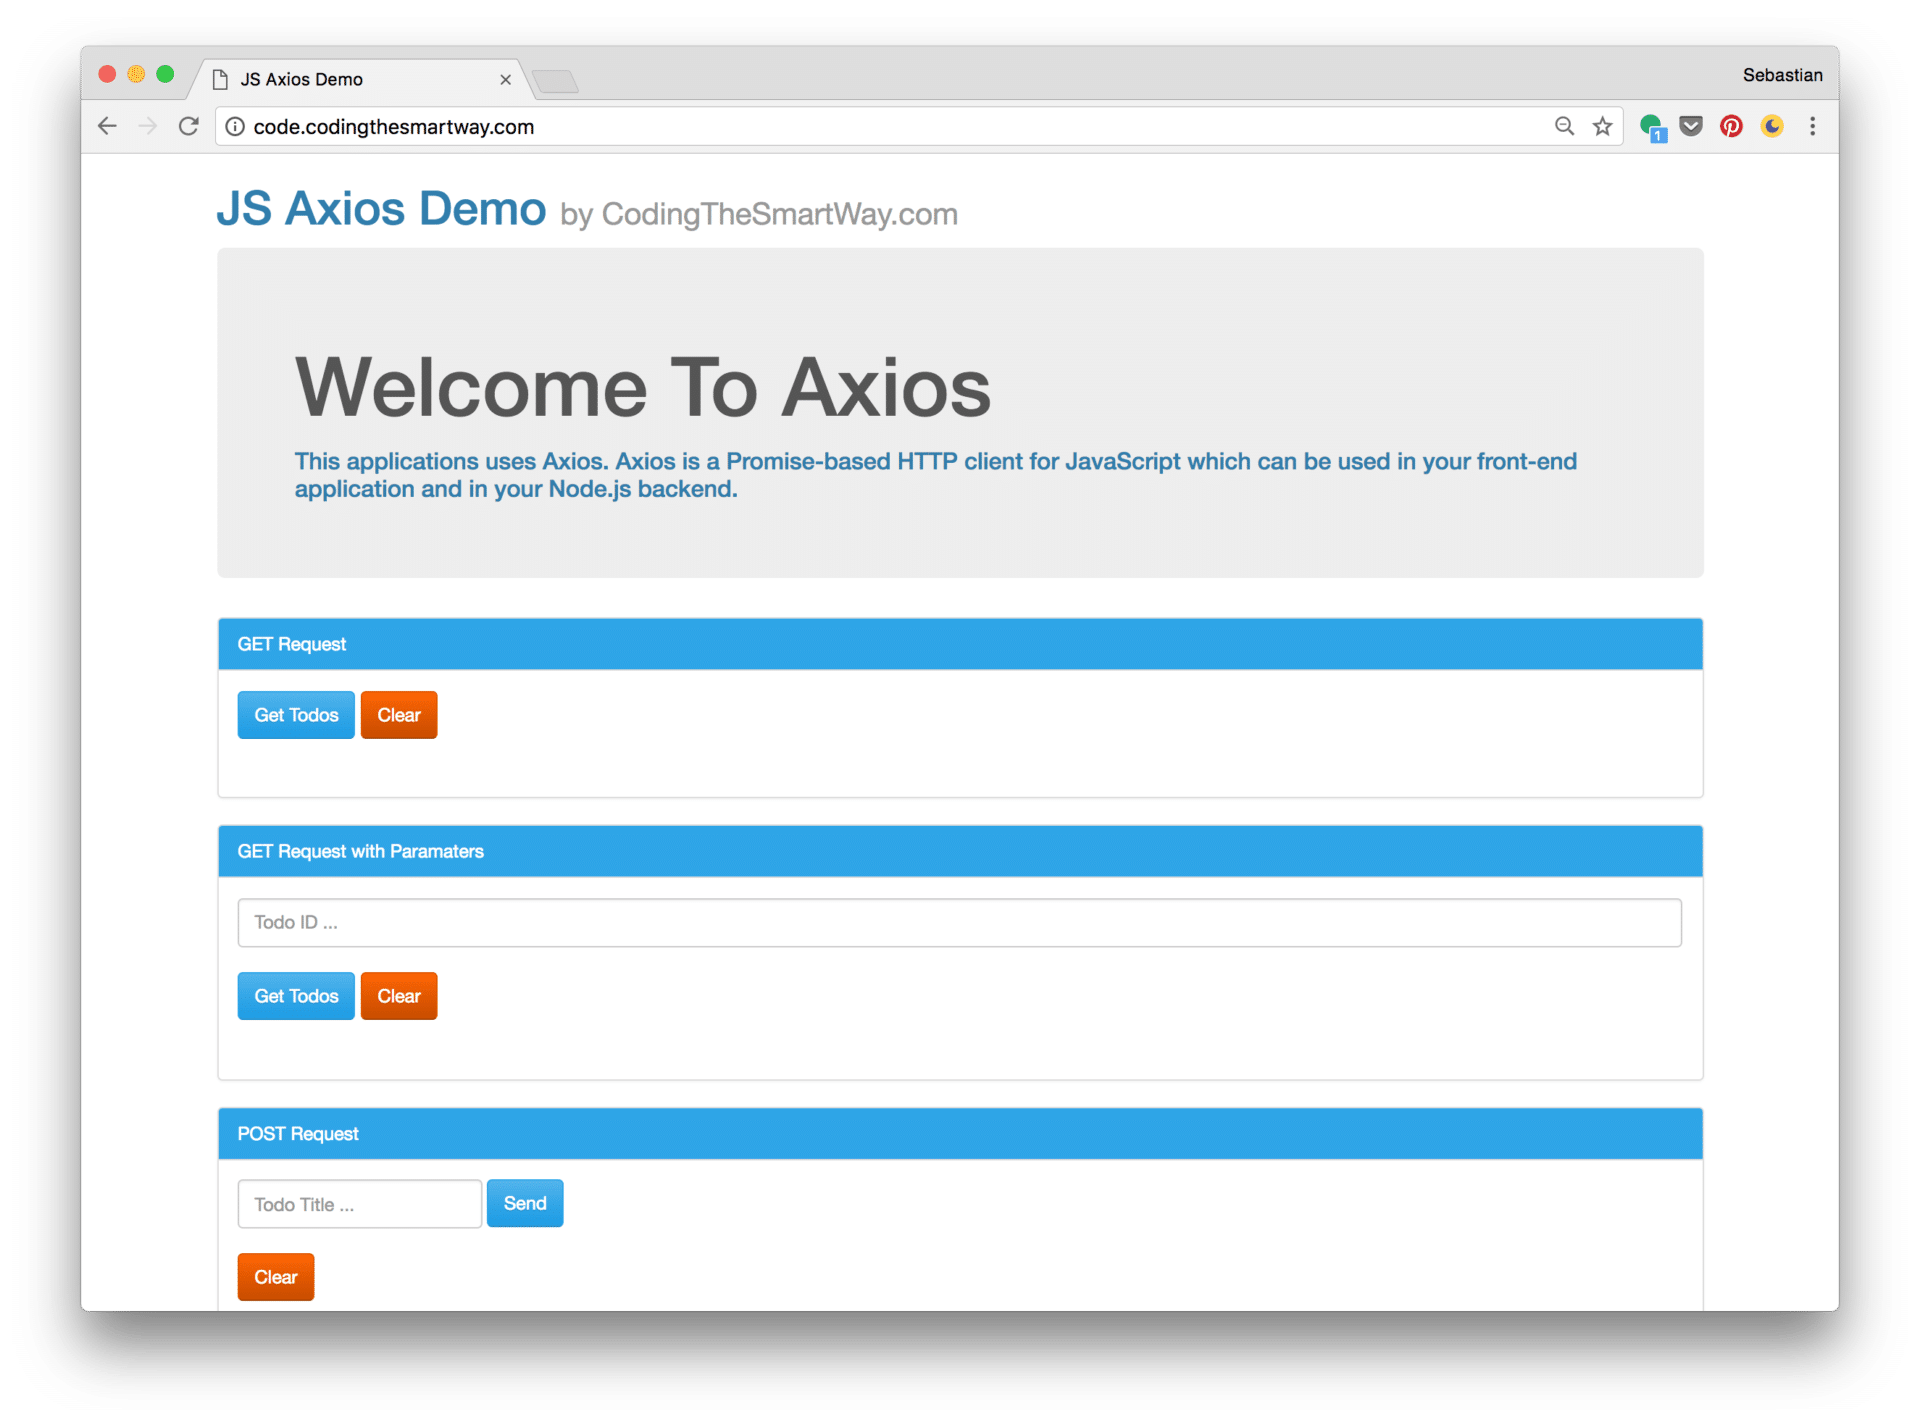 JS Axios Demo
Sebastian
code.codingthesmartway.com
1
JS Axios Demo by CodingTheSmartWay.com
Welcome To Axios
This applications uses Axios. Axios is a Promise-based HTTP client for JavaScript which can be used in your front-end
application and in your Node.js backend.
GET Request
Get Todos Clear
GET Request with Paramaters
Todo ID ...
Get Todos Clear
POST Request
Todo Title ... Send
Clear